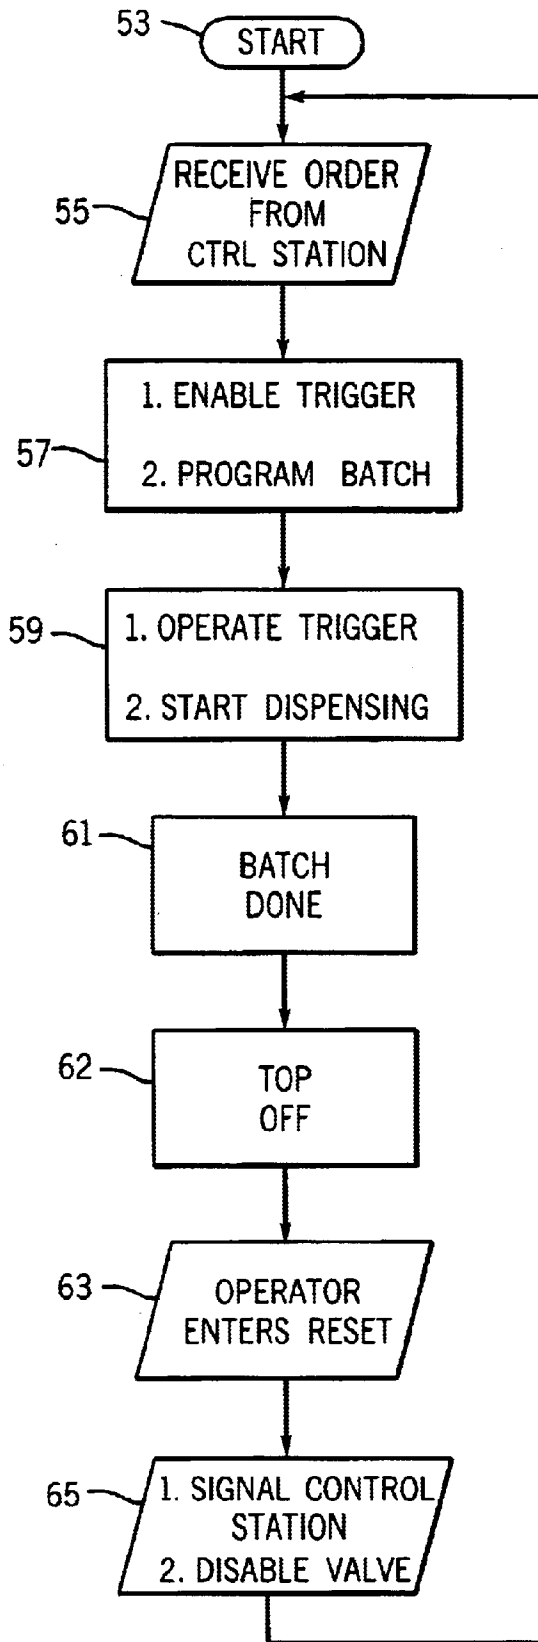 53
START
55
RECEIVE ORDER
FROM
CTRL STATION
57
1. ENABLE TRIGGER
2. PROGRAM BATCH
59
1. OPERATE TRIGGER
2. START DISPENSING
61
BATCH
DONE
62
TOP
OFF
63
OPERATOR
ENTERS RESET
65
1. SIGNAL CONTROL
STATION
2. DISABLE VALVE